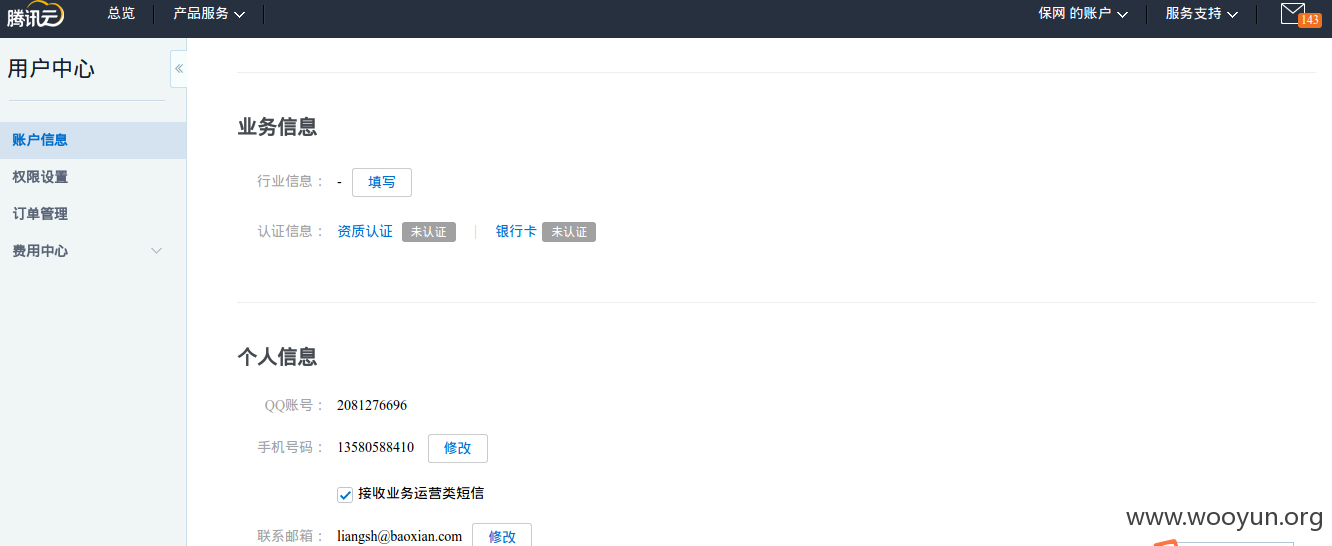 腾讯云 总览 产品服务 保网 的账户 服务支持 143
用户中心
账户信息
权限设置
订单管理
费用中心
业务信息
行业信息： - 填写
认证信息： 资质认证 未认证 银行卡 未认证
个人信息
QQ账号： 2081276696
手机号码： 13580588410 修改
接收业务运营类短信
联系邮箱： liangsh@baoxian.com 修改
www.wooyun.org